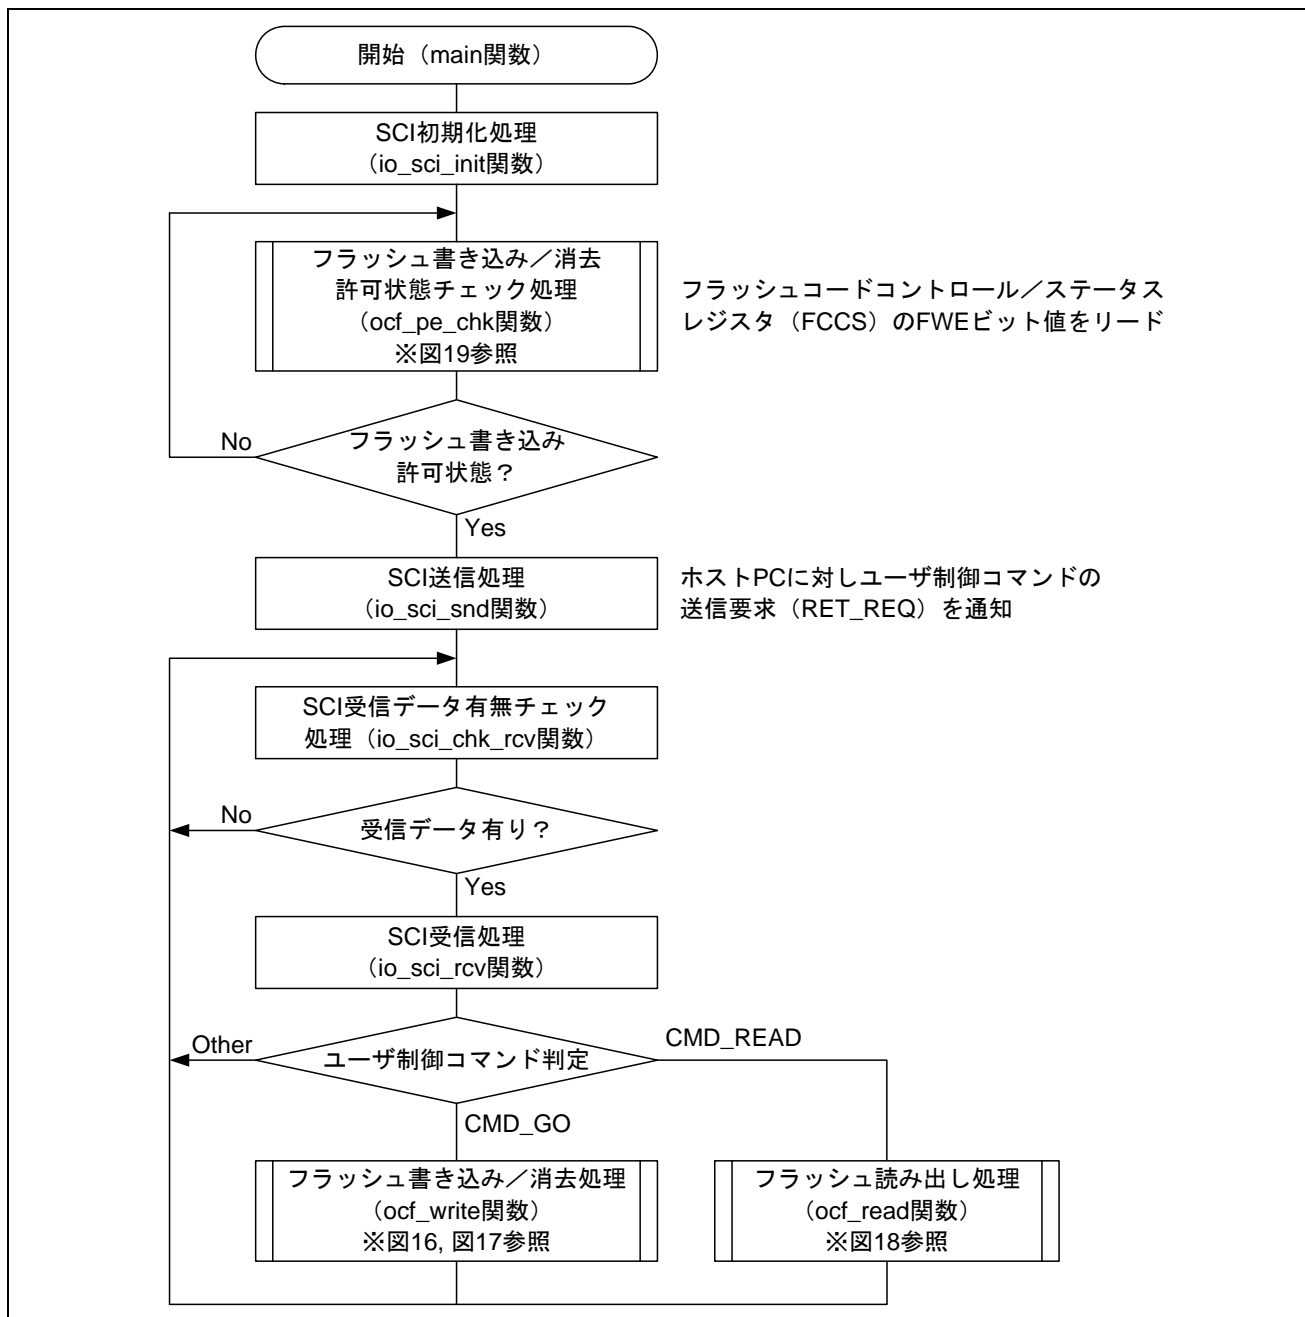 開始（main関数）
SCI初期化処理
（io_sci_init関数）
フラッシュ書き込み／消去
許可状態チェック処理
（ocf_pe_chk関数）
※図19参照
フラッシュコードコントロール／ステータス
レジスタ（FCCS）のFWEビット値をリード
No
フラッシュ書き込み
許可状態？
Yes
SCI送信処理
（io_sci_snd関数）
ホストPCに対しユーザ制御コマンドの
送信要求（RET_REQ）を通知
SCI受信データ有無チェック
処理（io_sci_chk_rcv関数）
No
受信データ有り？
Yes
SCI受信処理
（io_sci_rcv関数）
Other
ユーザ制御コマンド判定
CMD_READ
CMD_GO
フラッシュ書き込み／消去処理
（ocf_write関数）
※図16, 図17参照
フラッシュ読み出し処理
（ocf_read関数）
※図18参照